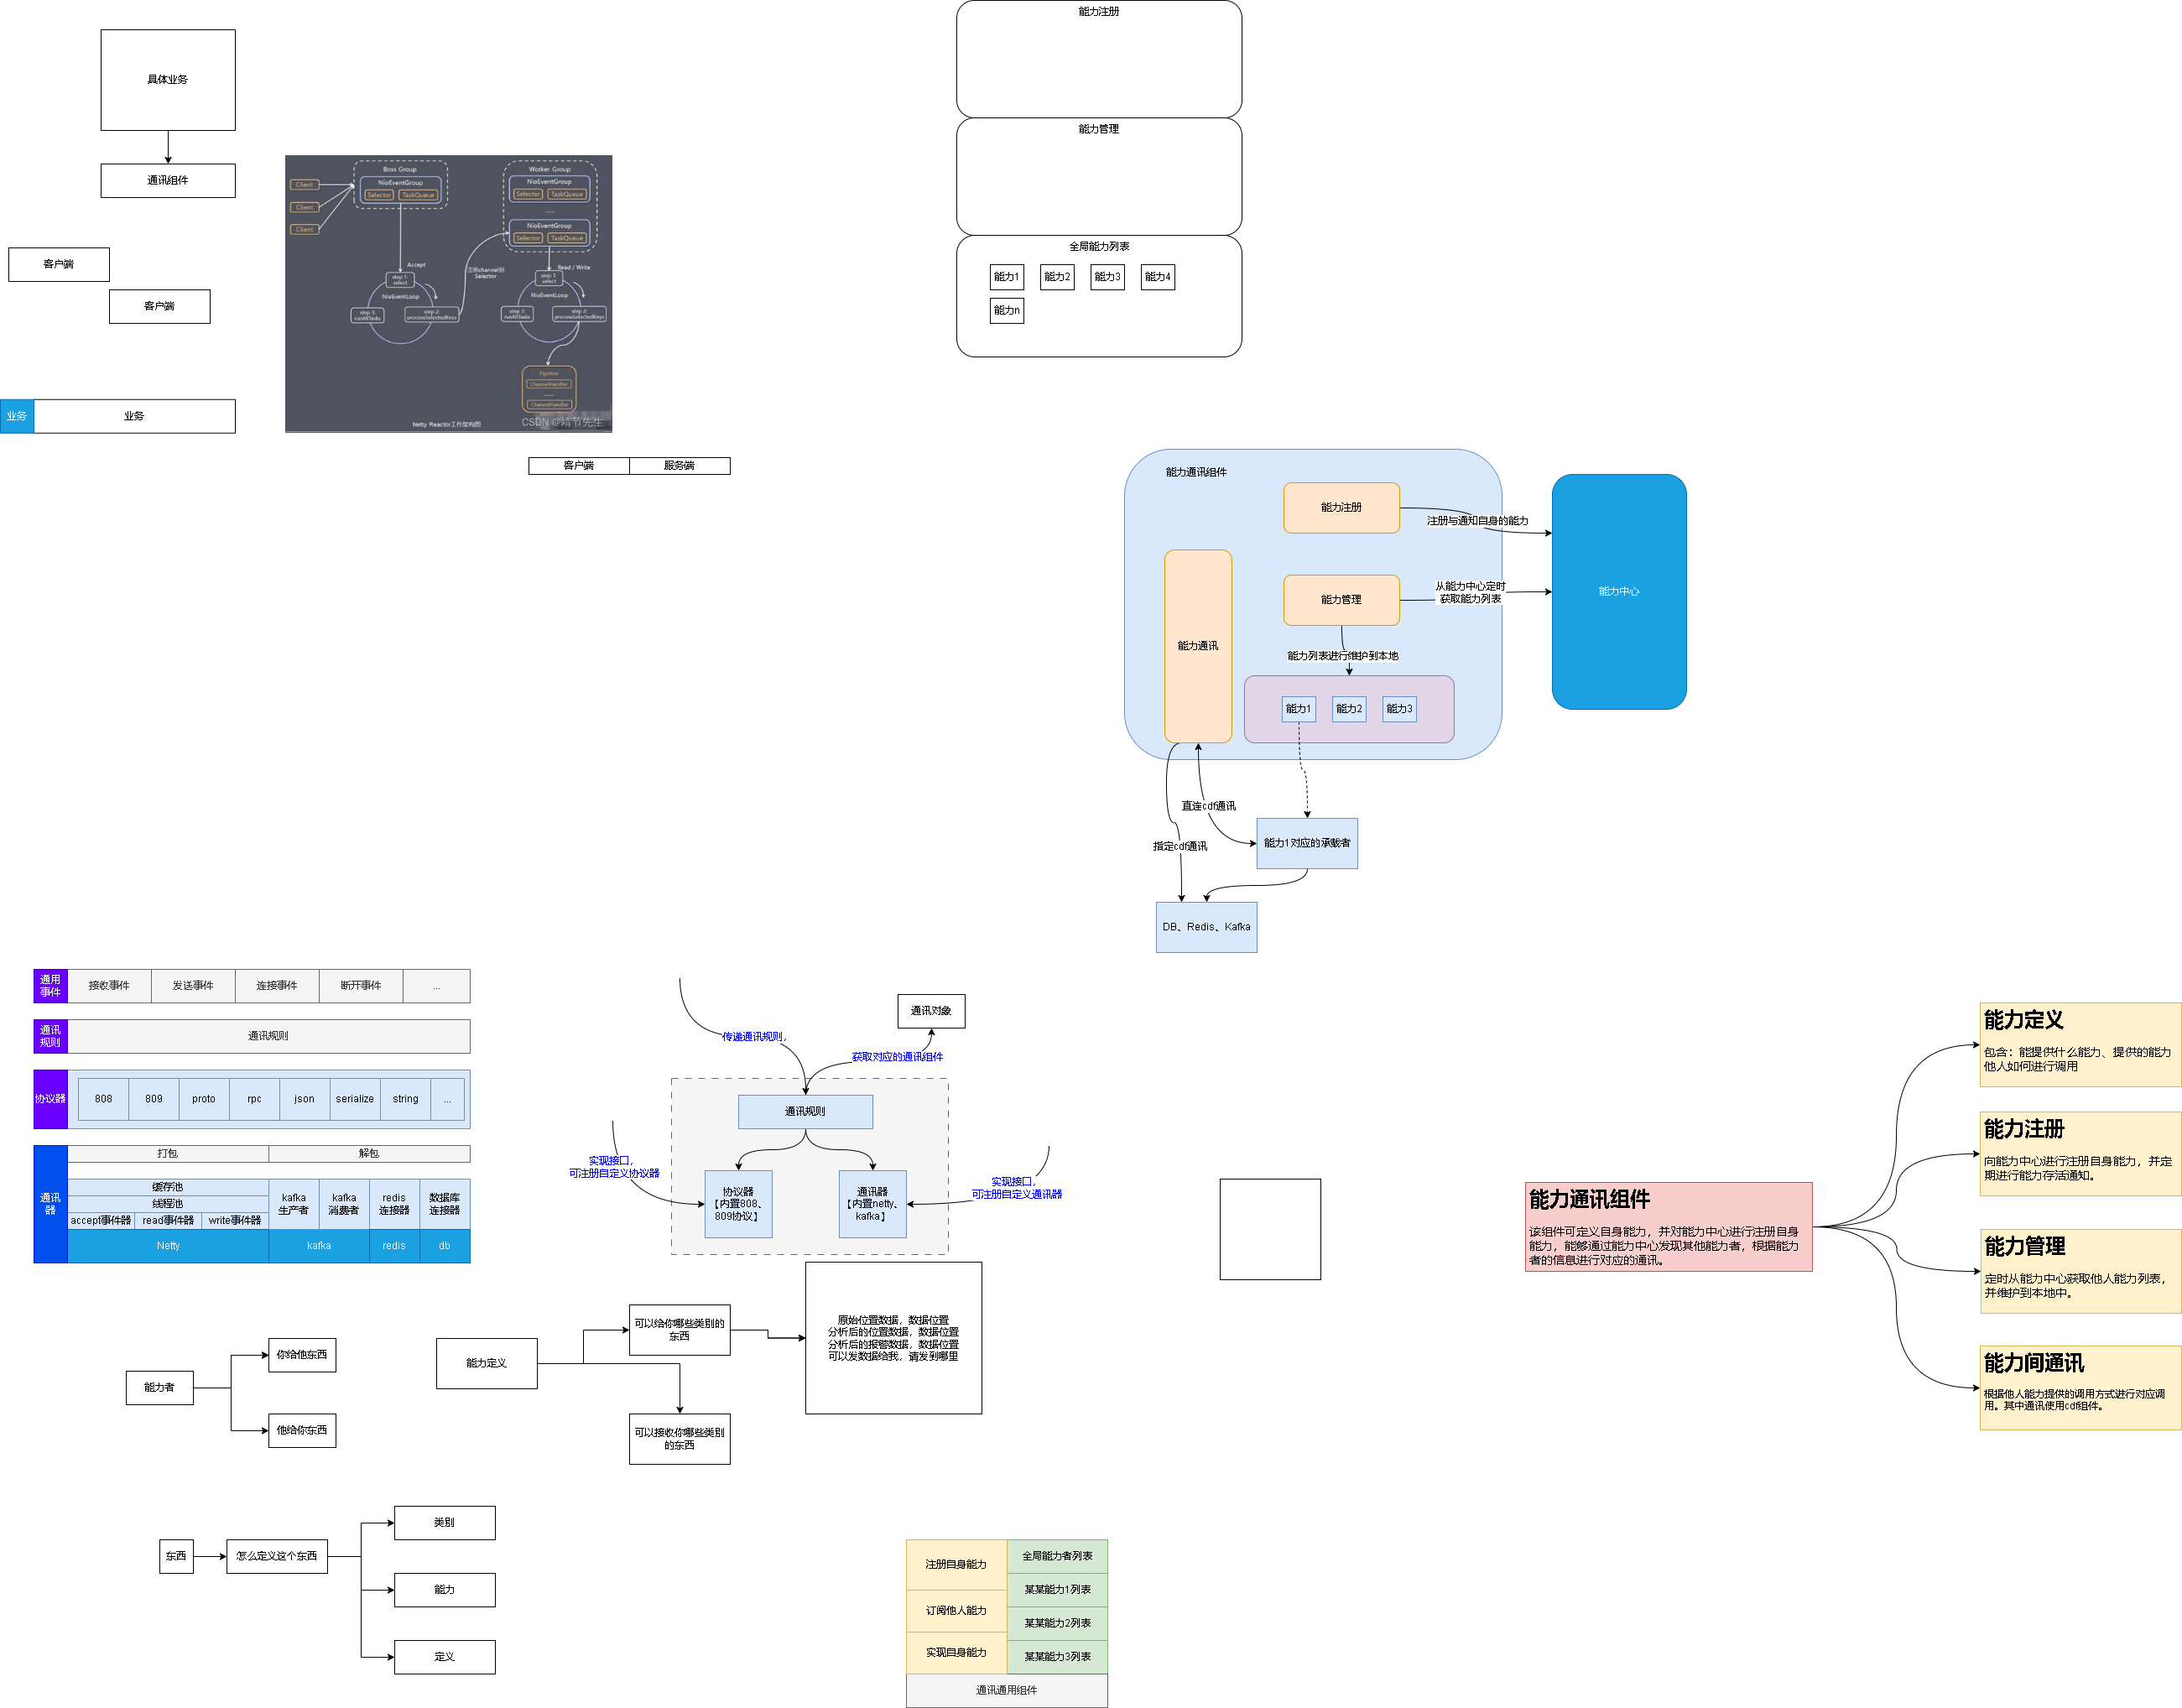 具体业务
通讯组件
客户端
客户端
业务
业务
Boss Group
NioEventGroup
Selector
TaskQueue
Client
Client
Client
Worker Group
NioEventGroup
Selector
TaskQueue
......
NioEventGroup
Selector
TaskQueue
Accept
step 1:
select
NioEventLoop
step 2:
processSelectedKeys
step 3:
runAllTasks
注册channel到
Selector
Read / Write
step 1:
select
NioEventLoop
step 2:
processSelectedKeys
step 3:
runAllTasks
Pipeline
ChannelHandler
......
ChannelHandler
Netty Reactor工作架构图
CSDN @靖节先生
客户端
服务端
能力注册
能力管理
全局能力列表
能力1
能力2
能力3
能力4
能力n
能力通讯组件
能力注册
注册与通知自身的能力
能力管理
从能力中心定时
获取能力列表
能力中心
能力通讯
能力列表进行维护到本地
能力1
能力2
能力3
直连cdf通讯
指定cdf通讯
能力1对应的承载者
DB、Redis、Kafka
通用
事件
接收事件
发送事件
连接事件
断开事件
...
通讯
规则
通讯规则
协议器
808
809
proto
rpc
json
serialize
string
...
通讯
器
打包
解包
缓存池
线程池
accept事件器
read事件器
write事件器
kafka
生产者
kafka
消费者
redis
连接器
数据库
连接器
Netty
kafka
redis
db
通讯对象
传递通讯规则,
获取对应的通讯组件
通讯规则
实现接口,
可注册自定义协议器
协议器
【内置808、
809协议】
通讯器
【内置netty、
kafka】
实现接口,
可注册自定义通讯器
能力者
你给他东西
他给你东西
能力定义
可以给你哪些类别的
东西
可以接收你哪些类别
的东西
原始位置数据，数据位置
分析后的位置数据，数据位置
分析后的报警数据，数据位置
可以发数据给我，请发到哪里
东西
怎么定义这个东西
类别
能力
定义
注册自身能力
订阅他人能力
实现自身能力
全局能力者列表
某某能力1列表
某某能力2列表
某某能力3列表
通讯通用组件
能力通讯组件
该组件可定义自身能力，并对能力中心进行注册自身
能力，能够通过能力中心发现其他能力者，根据能力
者的信息进行对应的通讯。
能力定义
包含：能提供什么能力、提供的能力
他人如何进行调用
能力注册
向能力中心进行注册自身能力，并定
期进行能力存活通知。
能力管理
定时从能力中心获取他人能力列表，
并维护到本地中。
能力间通讯
根据他人能力提供的调用方式进行对应调
用。其中通讯使用cdf组件。